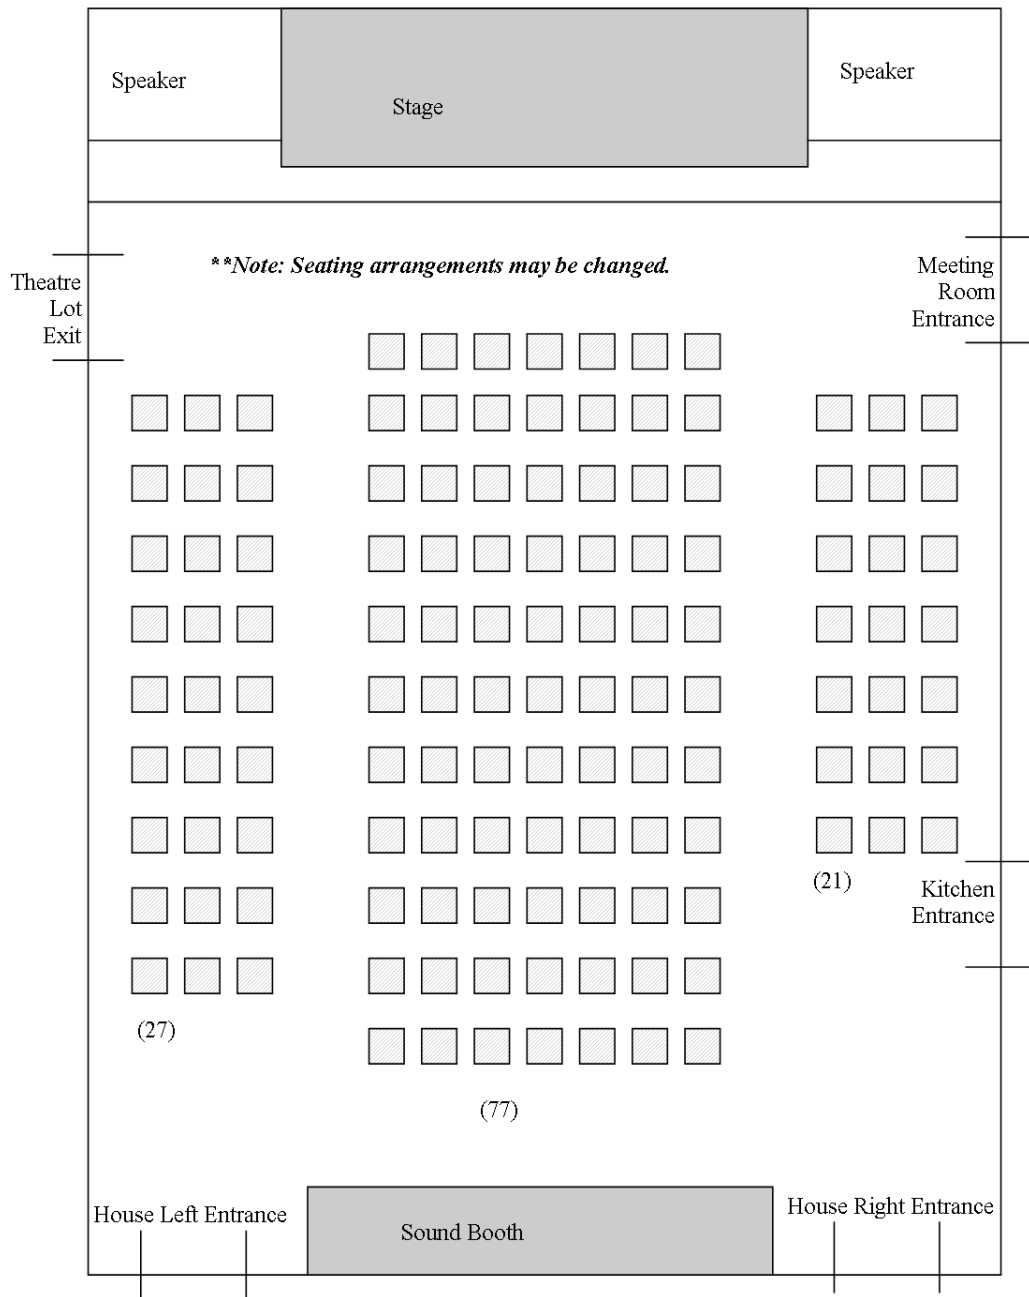 Speaker
Speaker
Stage
**Note: Seating arrangements may be changed.
Theatre
Lot
Exit
Meeting
Room
Entrance
(21)
Kitchen
Entrance
(27)
(77)
House Left Entrance
House Right Entrance
Sound Booth